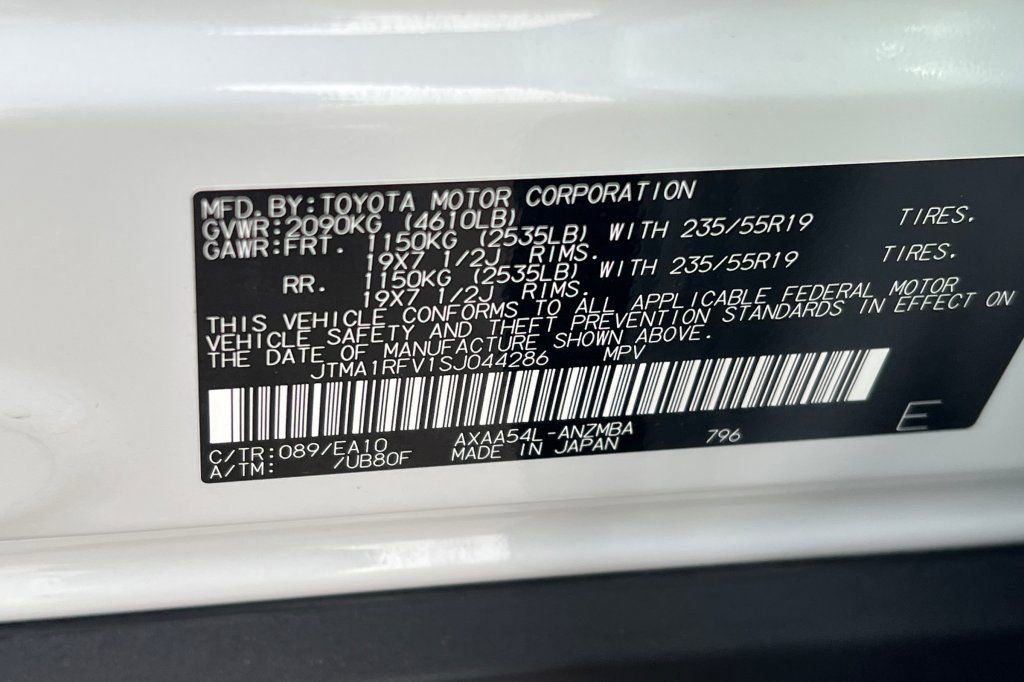 MFD. BY: TOYOTA MOTOR CORPORATION
GVWR: 2090KG (4610LB)
GAWR: FRT. 1150KG (2535LB) WITH 235/55R19 TIRES.
19X7 1/2J RIMS.
RR. 1150KG (2535LB) WITH 235/55R19 TIRES.
19X7 1/2J RIMS.
THIS VEHICLE CONFORMS TO ALL APPLICABLE FEDERAL MOTOR
VEHICLE SAFETY AND THEFT PREVENTION STANDARDS IN EFFECT ON
THE DATE OF MANUFACTURE SHOWN ABOVE.
JTMA1RFV1SJ044286 MPV
C/TR: 089/EA10 AXAA54L-ANZMBA 796 E
A/TM: /UB80F MADE IN JAPAN